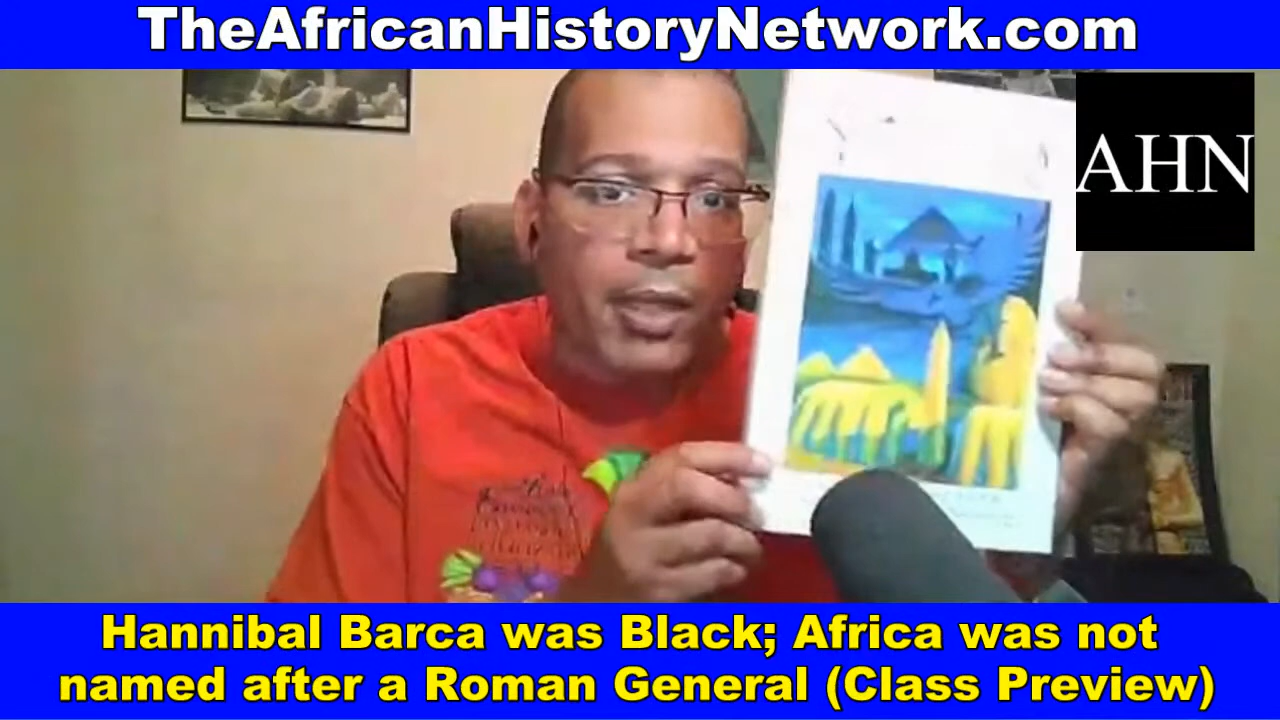 TheAfricanHistoryNetwork.com
AHN
Hannibal Barca was Black; Africa was not
named after a Roman General (Class Preview)